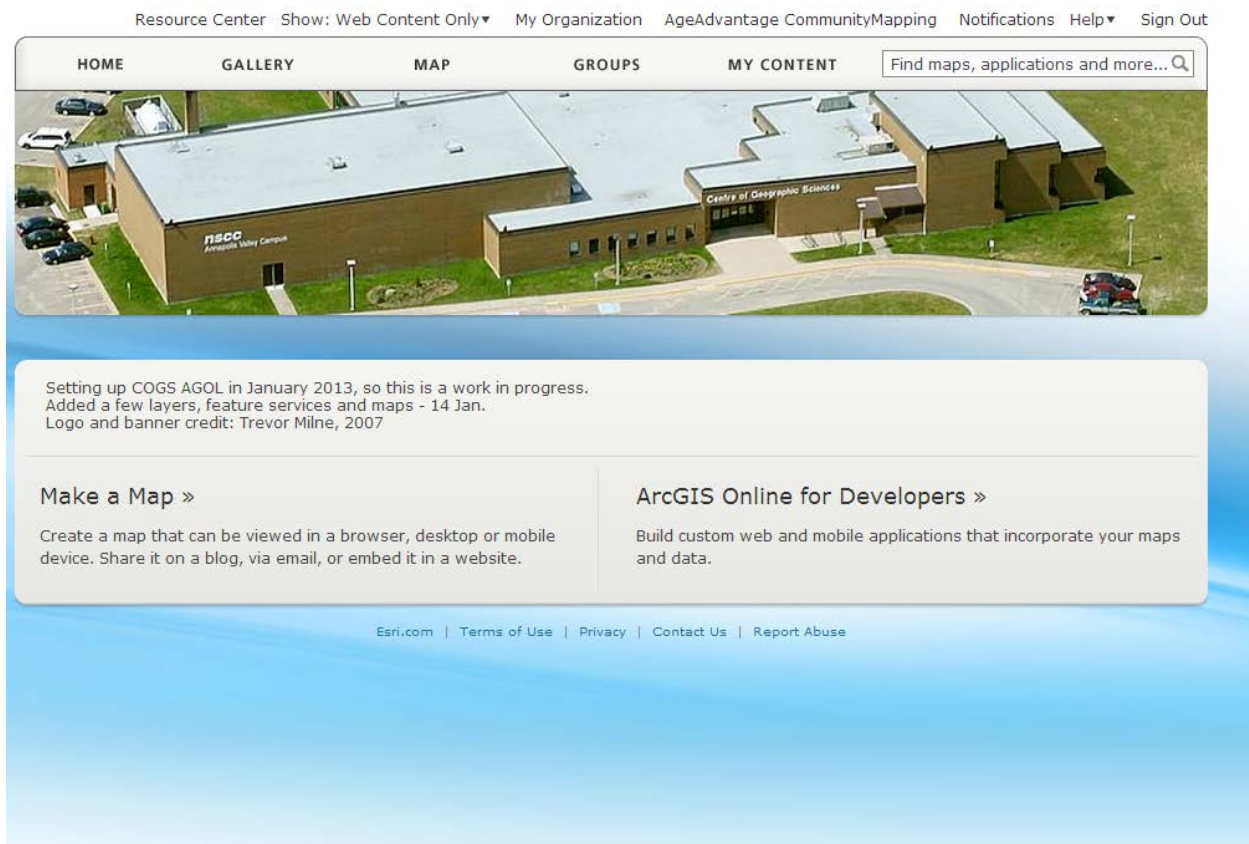 Resource Center Show: Web Content Only▾ My Organization AgeAdvantage CommunityMapping Notifications Help▾ Sign Out
HOME GALLERY MAP GROUPS MY CONTENT Find maps, applications and more...
Centre of Geographic Sciences
nscc
Annapolis Valley Campus
Setting up COGS AGOL in January 2013, so this is a work in progress.
Added a few layers, feature services and maps - 14 Jan.
Logo and banner credit: Trevor Milne, 2007
Make a Map »
Create a map that can be viewed in a browser, desktop or mobile
device. Share it on a blog, via email, or embed it in a website.
ArcGIS Online for Developers »
Build custom web and mobile applications that incorporate your maps
and data.
Esri.com | Terms of Use | Privacy | Contact Us | Report Abuse